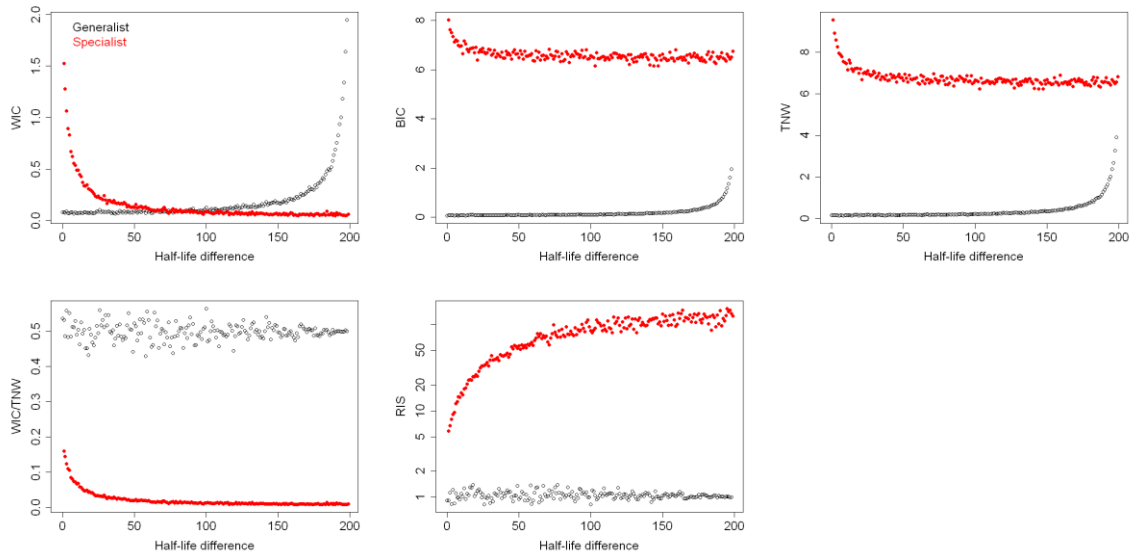 Generalist
Specialist
WIC
0.0 0.5 1.0 1.5 2.0
0 50 100 150 200
Half-life difference
BIC
0 2 4 6 8
0 50 100 150 200
Half-life difference
TNW
0 2 4 6 8
0 50 100 150 200
Half-life difference
WIC/TNW
0.0 0.1 0.2 0.3 0.4 0.5
0 50 100 150 200
Half-life difference
RIS
1 2 5 10 20 50
0 50 100 150 200
Half-life difference